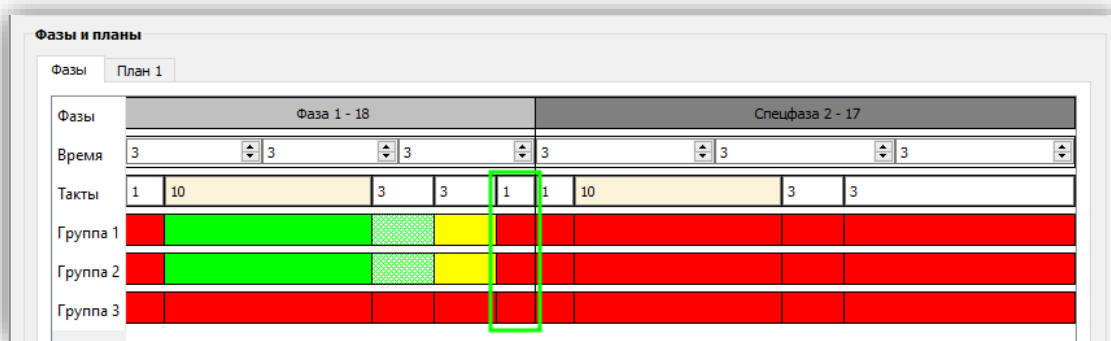 Фазы и планы
Фазы План 1
Фазы Фаза 1 - 18 Спецфаза 2 - 17
Время 3 3 3 3 3 3
Такты 1 10 3 3 1 1 10 3 3
Группа 1
Группа 2
Группа 3